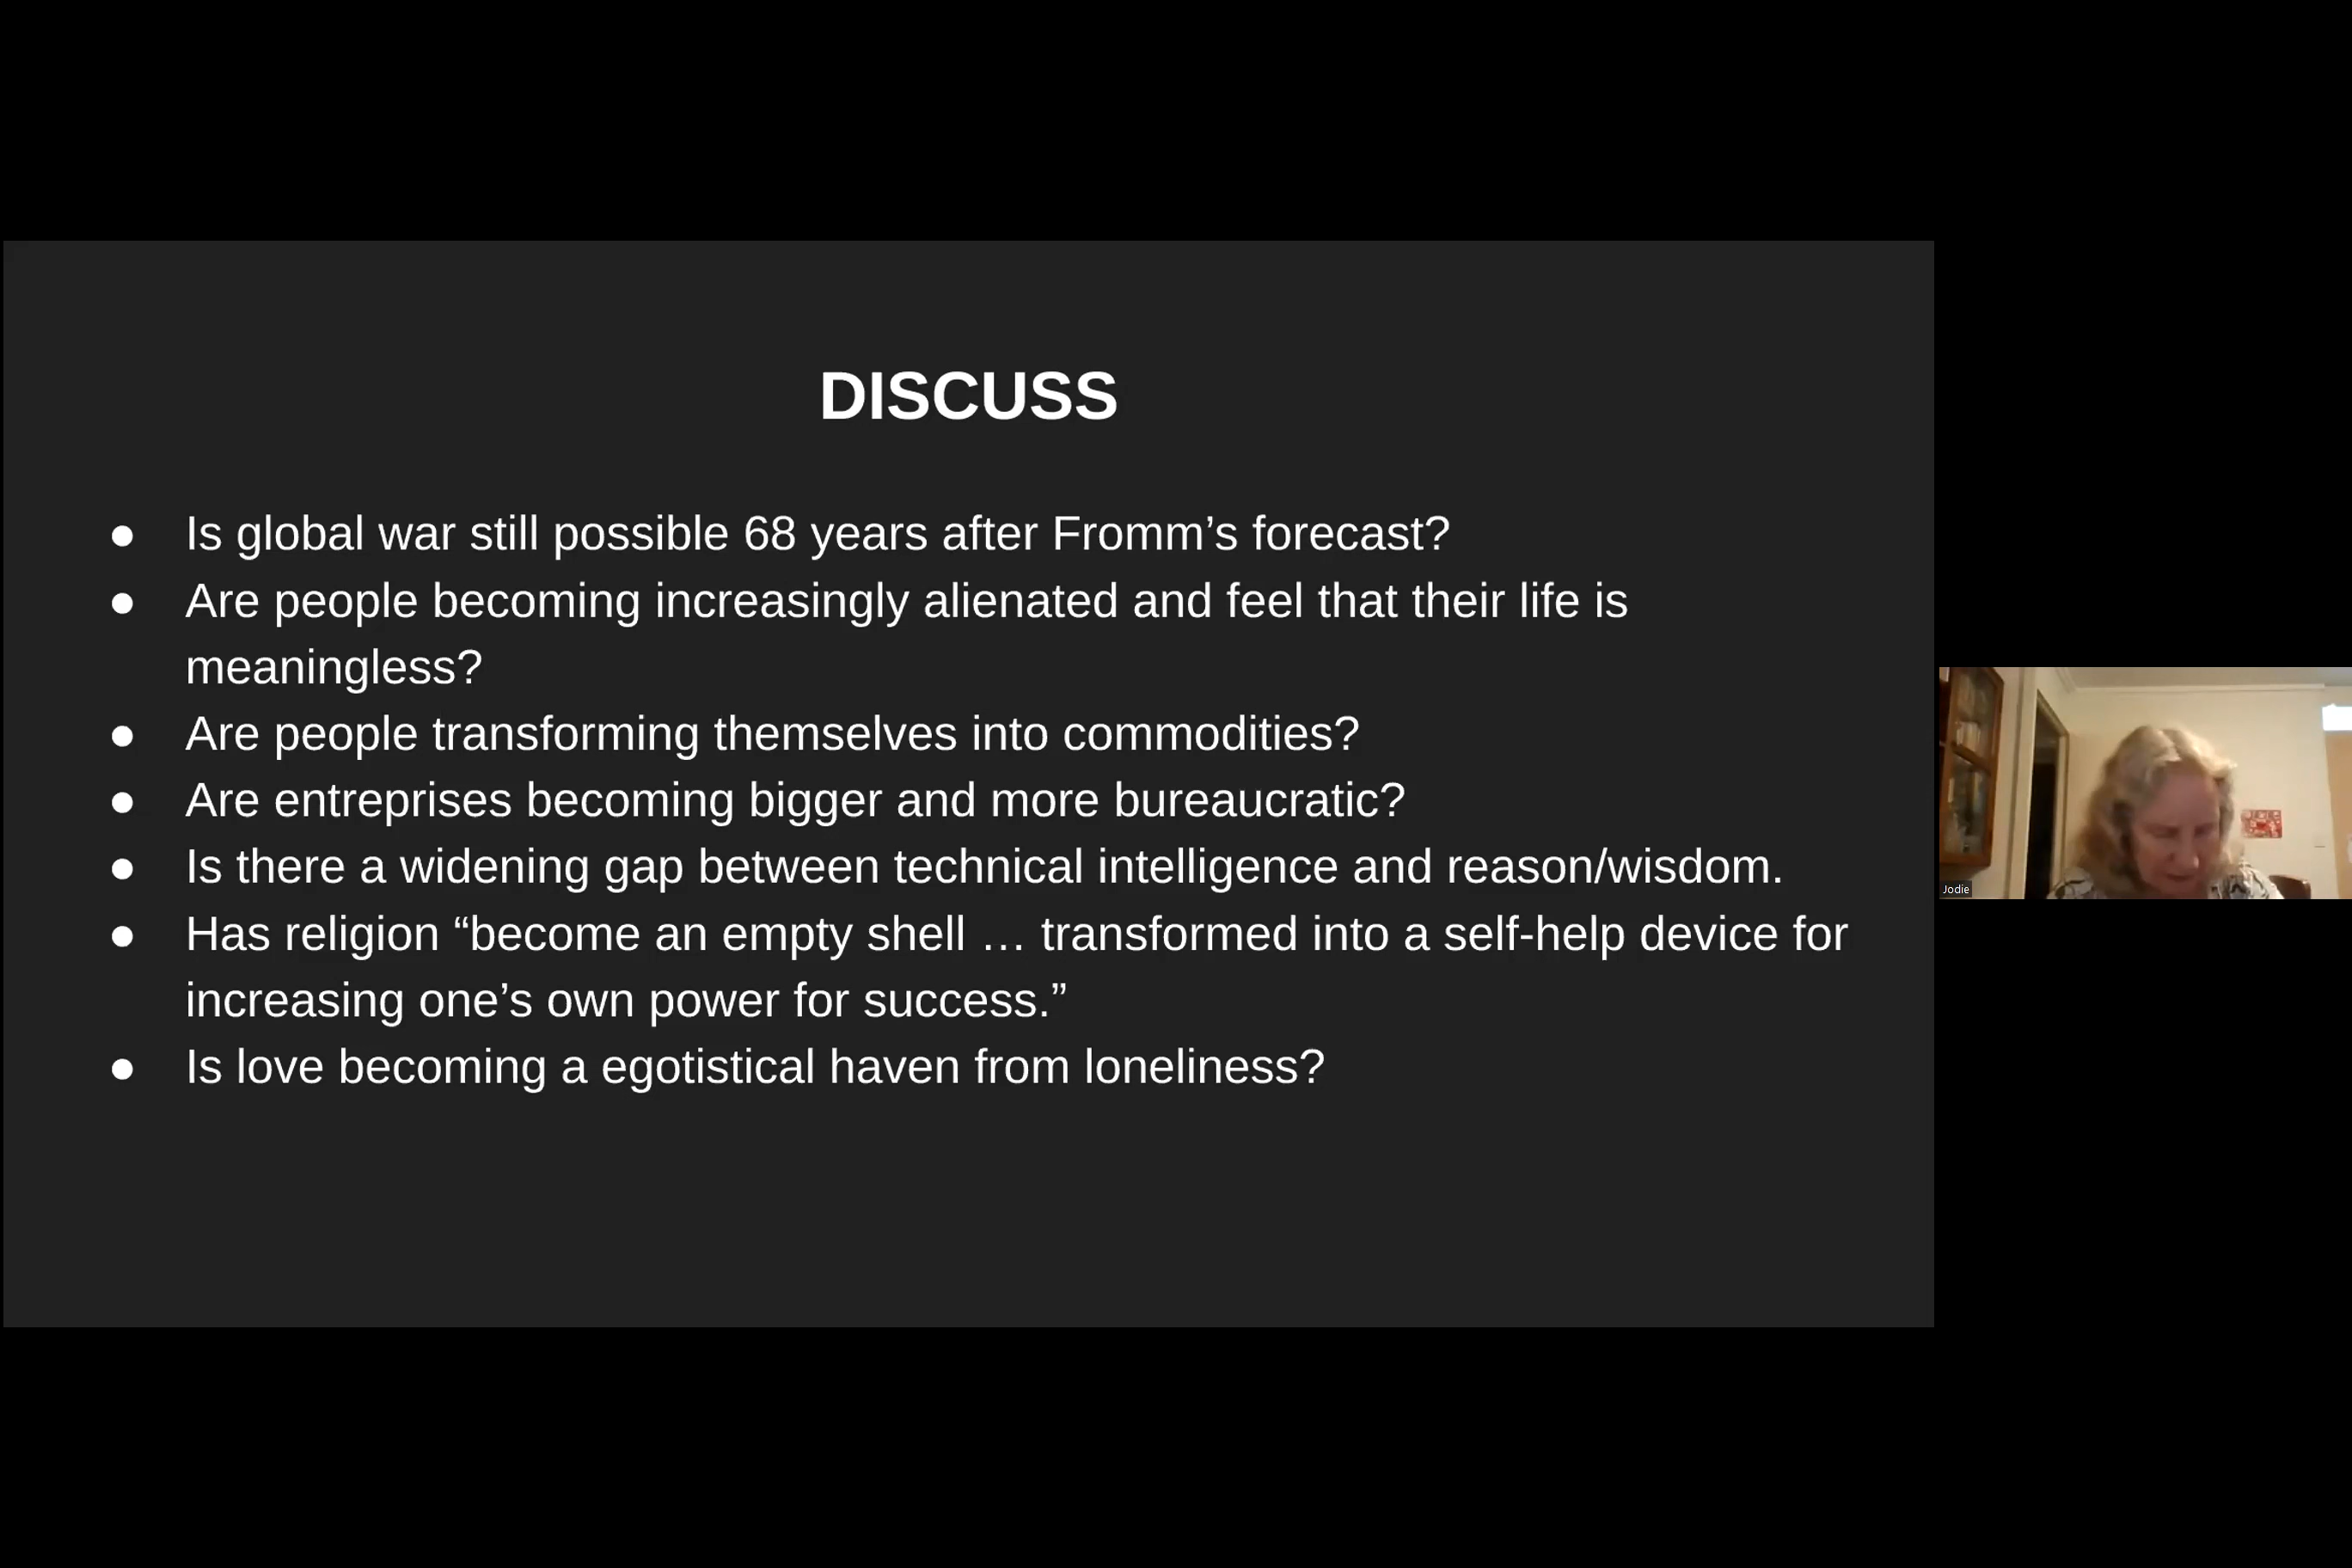 DISCUSS
● Is global war still possible 68 years after Fromm’s forecast?
● Are people becoming increasingly alienated and feel that their life is
meaningless?
● Are people transforming themselves into commodities?
● Are entreprises becoming bigger and more bureaucratic?
● Is there a widening gap between technical intelligence and reason/wisdom.
● Has religion “become an empty shell … transformed into a self-help device for
increasing one’s own power for success.”
● Is love becoming a egotistical haven from loneliness?
Jodie